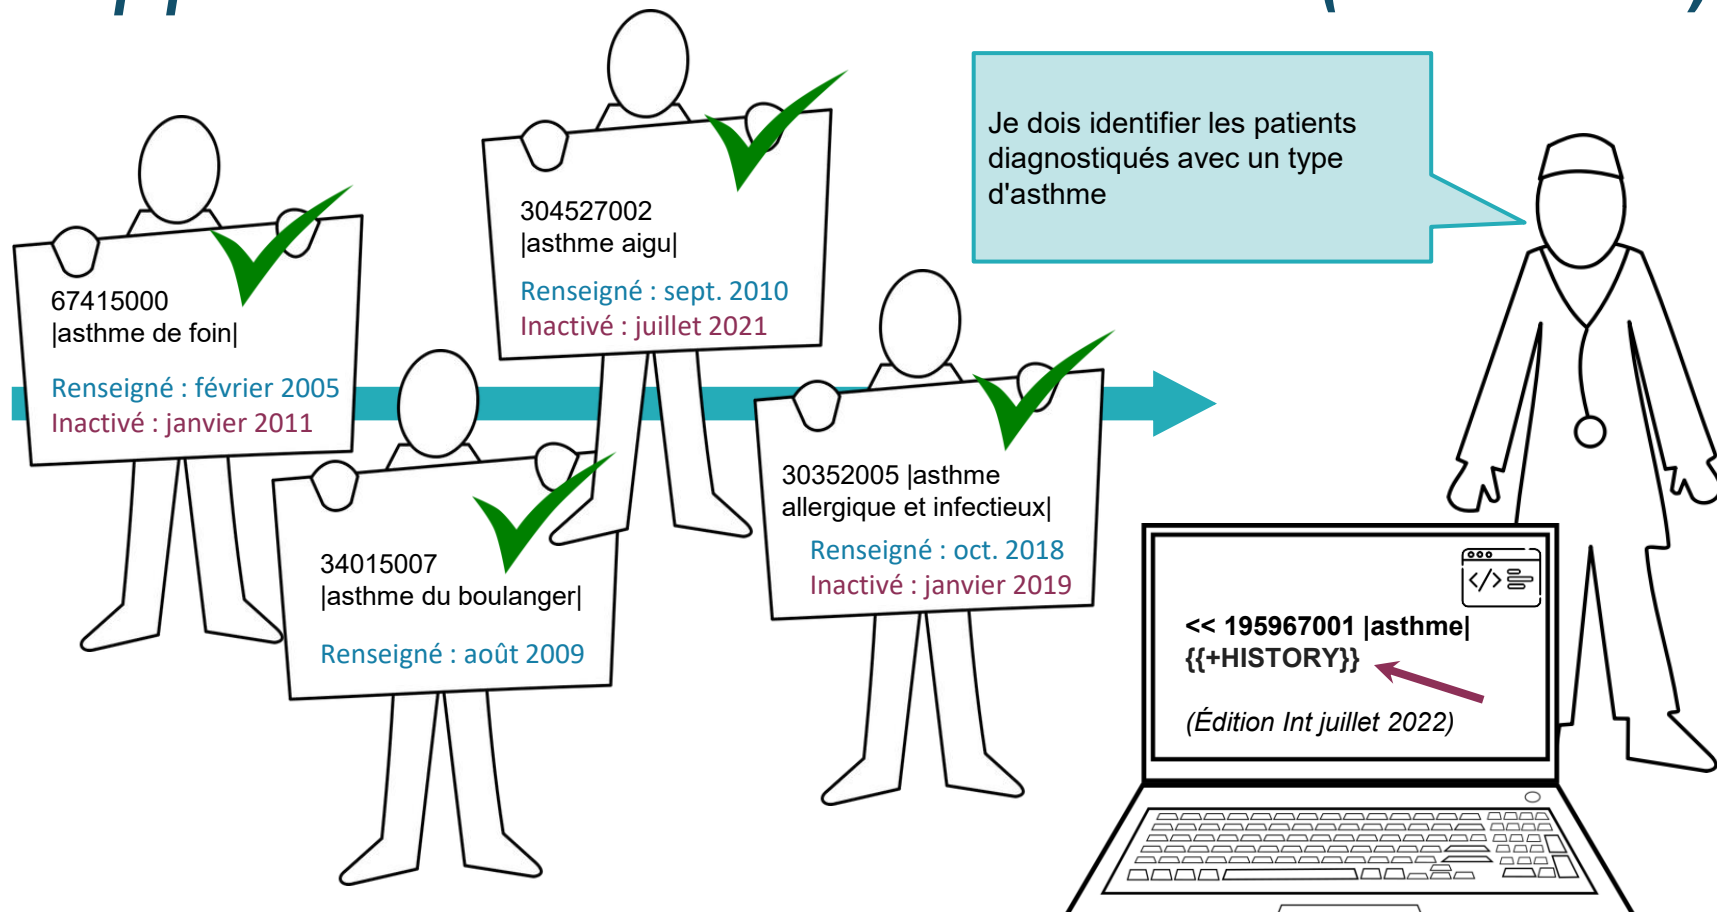 67415000
|asthme de foin|
Renseigné : février 2005
Inactivé : janvier 2011
304527002
|asthme aigu|
Renseigné : sept. 2010
Inactivé : juillet 2021
34015007
|asthme du boulanger|
Renseigné : août 2009
30352005 |asthme
allergique et infectieux|
Renseigné : oct. 2018
Inactivé : janvier 2019
Je dois identifier les patients
diagnostiqués avec un type
d'asthme
</>
<< 195967001 |asthme|
{{+HISTORY}}
(Édition Int juillet 2022)